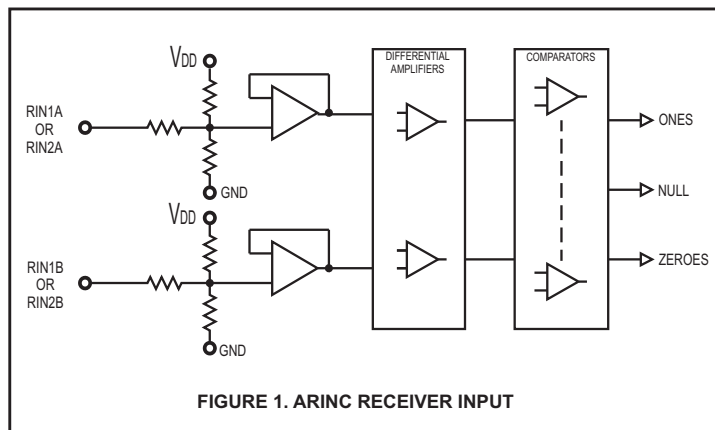 DIFFERENTIAL
AMPLIFIERS
COMPARATORS
VDD
RIN1A
OR
RIN2A
GND
ONES
NULL
VDD
RIN1B
OR
RIN2B
GND
ZEROES
FIGURE 1. ARINC RECEIVER INPUT